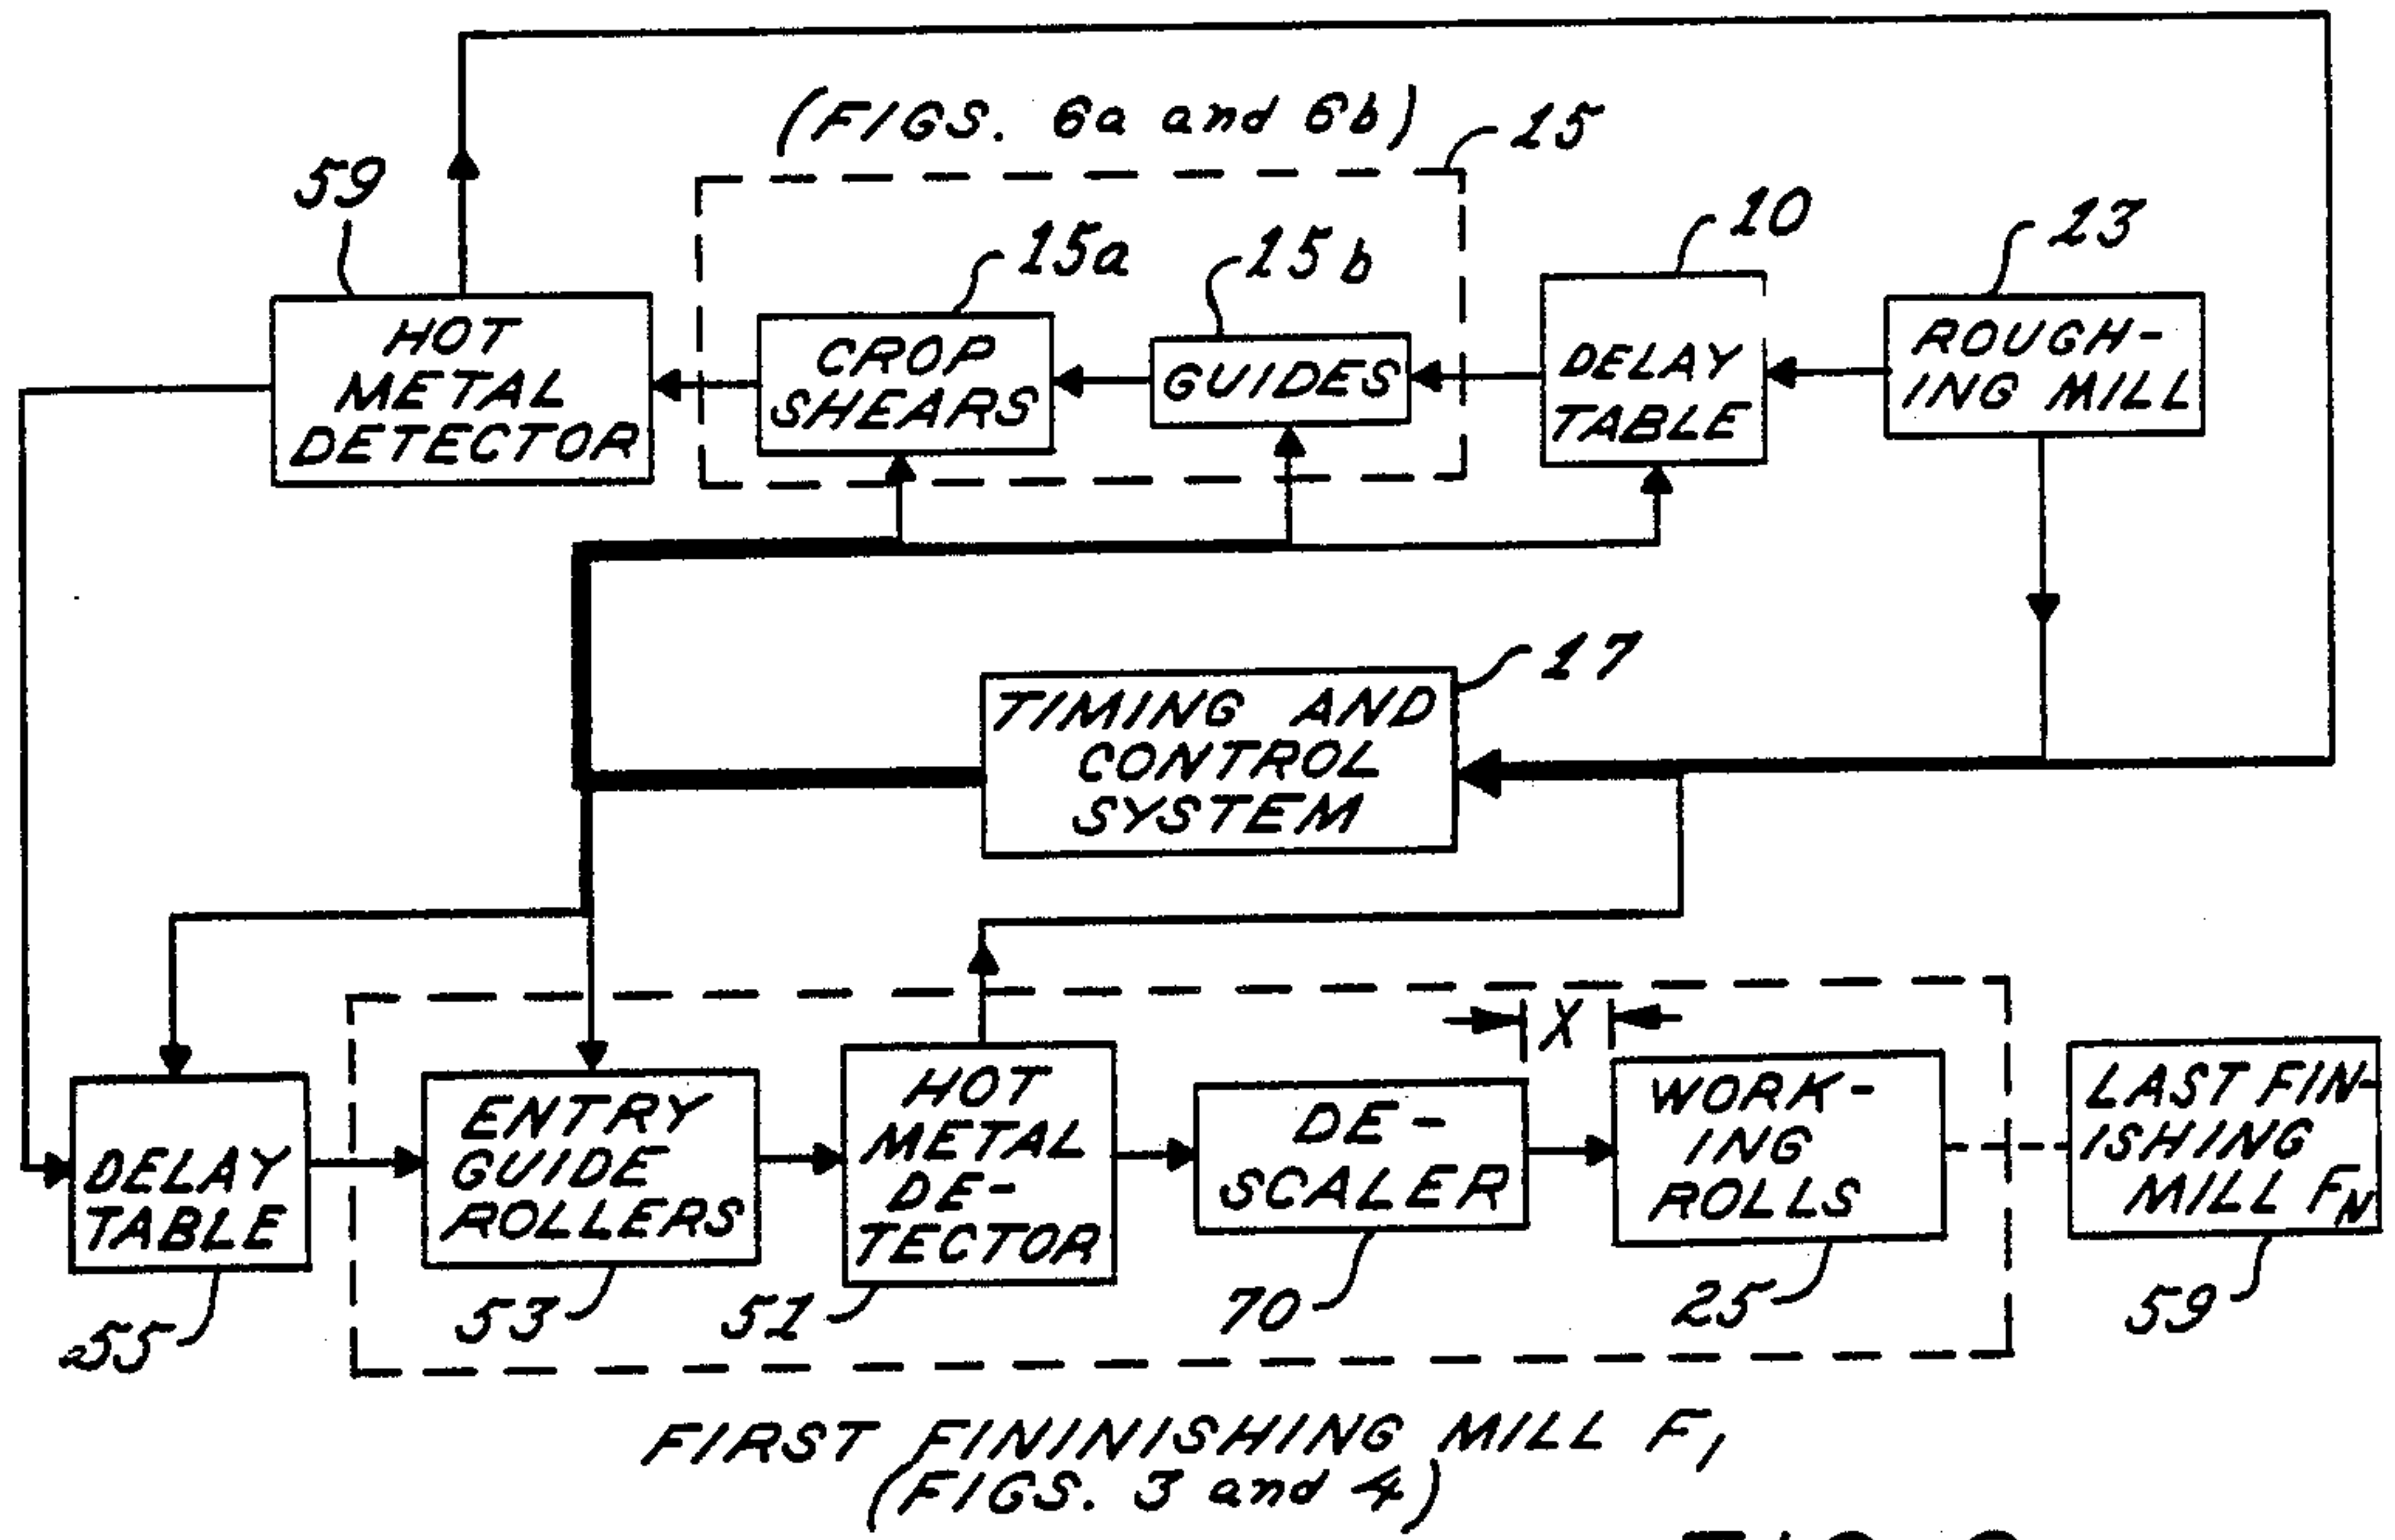 (FIGS. 6a and 6b)
15
59
15a
15b
10
13
HOT
METAL
DETECTOR
CROP
SHEARS
GUIDES
DELAY
TABLE
ROUGH-
ING MILL
17
TIMING AND
CONTROL
SYSTEM
X
DELAY
TABLE
ENTRY
GUIDE
ROLLERS
HOT
METAL
DE-
TECTOR
DE-
SCALER
WORK-
ING
ROLLS
LAST FIN-
ISHING
MILL FN
55
53
51
70
25
59
FIRST FININISHING MILL F1
(FIGS. 3 and 4)